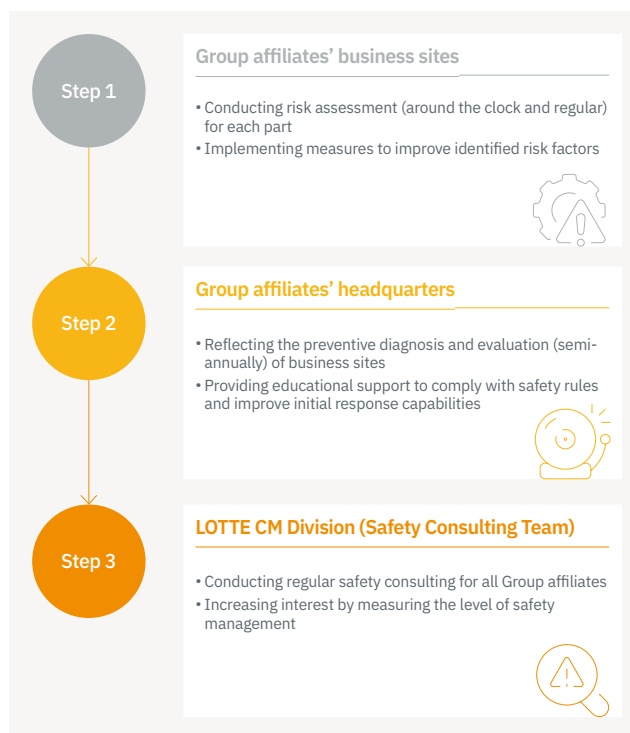 Step 1
Group affiliates’ business sites
• Conducting risk assessment (around the clock and regular)
for each part
• Implementing measures to improve identified risk factors
Step 2
Group affiliates’ headquarters
• Reflecting the preventive diagnosis and evaluation (semi-
annually) of business sites
• Providing educational support to comply with safety rules
and improve initial response capabilities
Step 3
LOTTE CM Division (Safety Consulting Team)
• Conducting regular safety consulting for all Group affiliates
• Increasing interest by measuring the level of safety
management